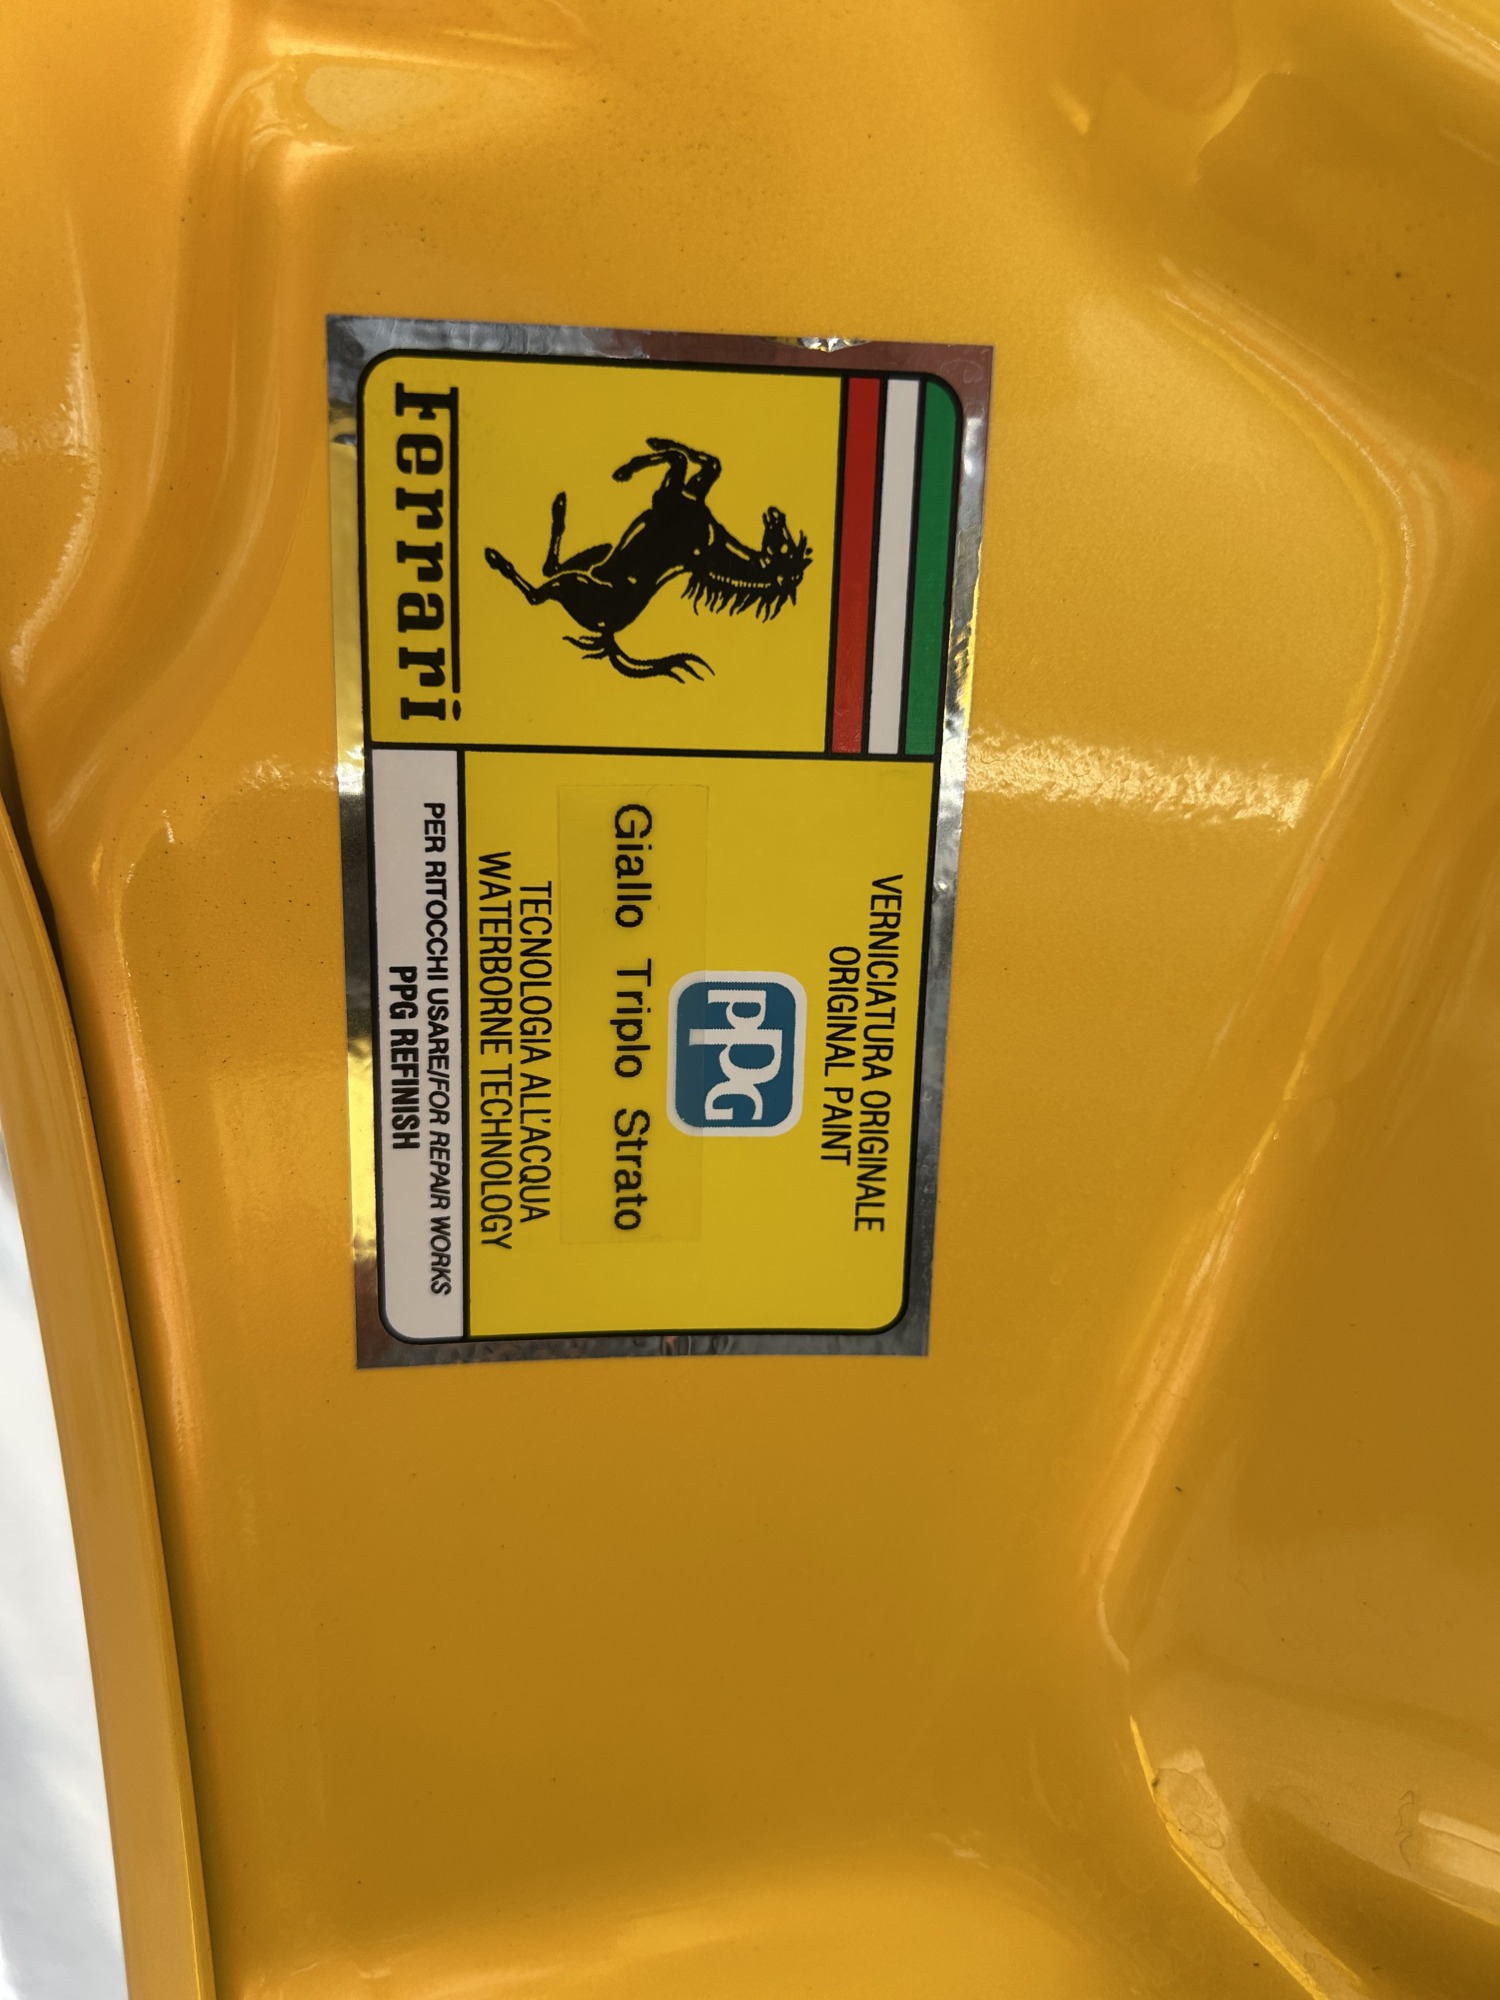 Ferrari
VERNICIATURA ORIGINALE
ORIGINAL PAINT
PPG
Giallo Triplo Strato
TECNOLOGIA ALL'ACQUA
WATERBORNE TECHNOLOGY
PER RITOCCHI USARE/FOR REPAIR WORKS
PPG REFINISH